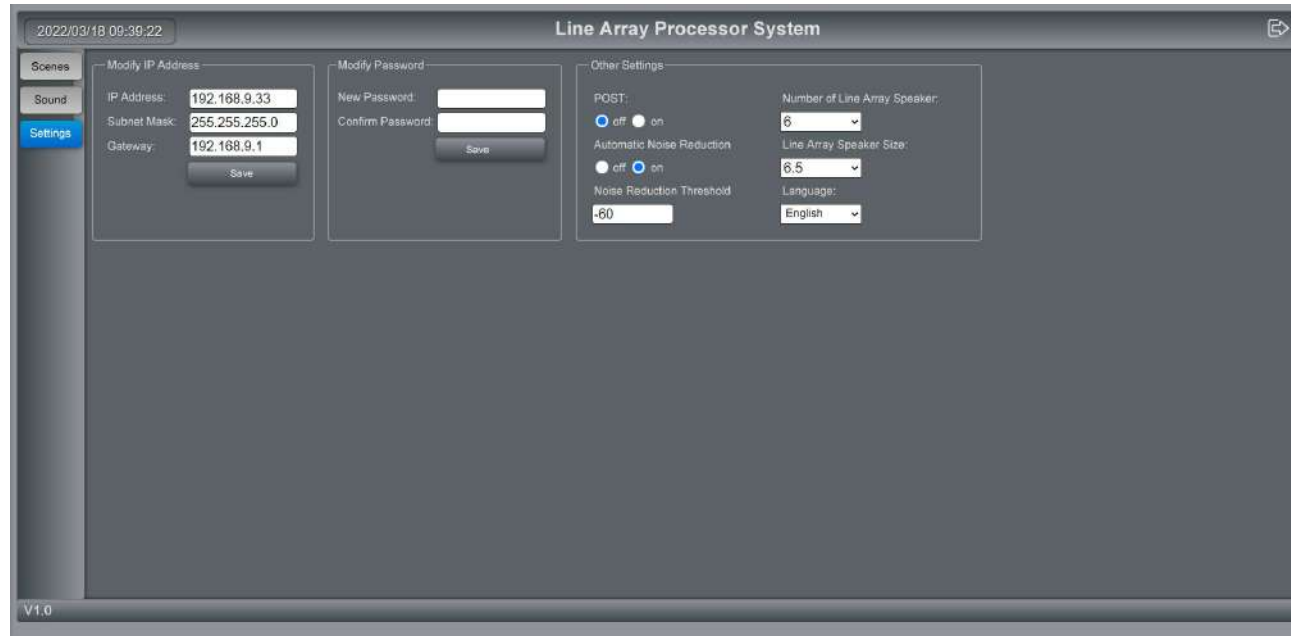 2022/03/18 09:39:22
Line Array Processor System
Scenes
Sound
Settings
Modify IP Address
IP Address: 192.168.9.33
Subnet Mask: 255.255.255.0
Gateway: 192.168.9.1
Save
Modify Password
New Password:
Confirm Password:
Save
Other Settings
POST:
off on
Automatic Noise Reduction
off on
Noise Reduction Threshold
-60
Number of Line Array Speaker:
6
Line Array Speaker Size:
6.5
Language:
English
V1.0